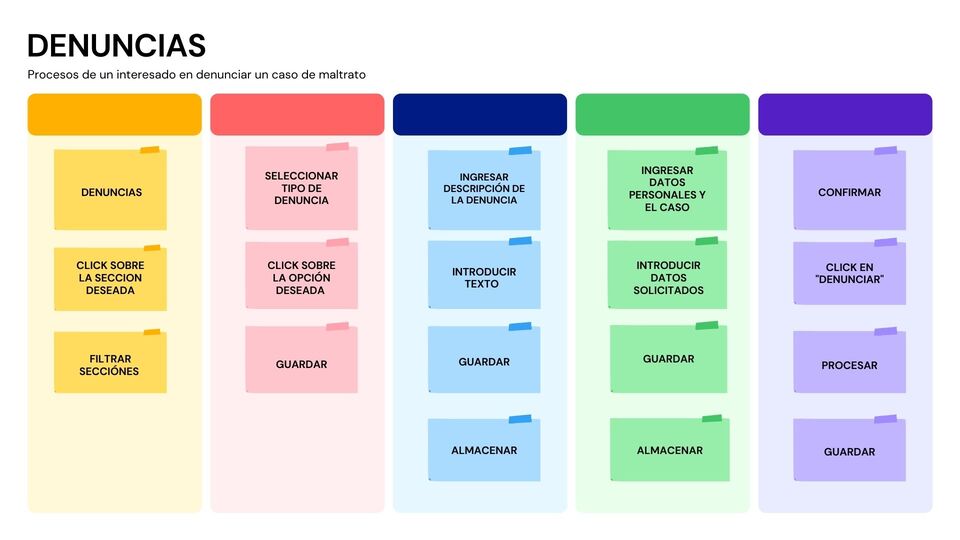 DENUNCIAS
Procesos de un interesado en denunciar un caso de maltrato
DENUNCIAS
CLICK SOBRE
LA SECCION
DESEADA
FILTRAR
SECCIÓNES
SELECCIONAR
TIPO DE
DENUNCIA
CLICK SOBRE
LA OPCIÓN
DESEADA
GUARDAR
INGRESAR
DESCRIPCIÓN DE
LA DENUNCIA
INTRODUCIR
TEXTO
GUARDAR
ALMACENAR
INGRESAR
DATOS
PERSONALES Y
EL CASO
INTRODUCIR
DATOS
SOLICITADOS
GUARDAR
ALMACENAR
CONFIRMAR
CLICK EN
"DENUNCIAR"
PROCESAR
GUARDAR